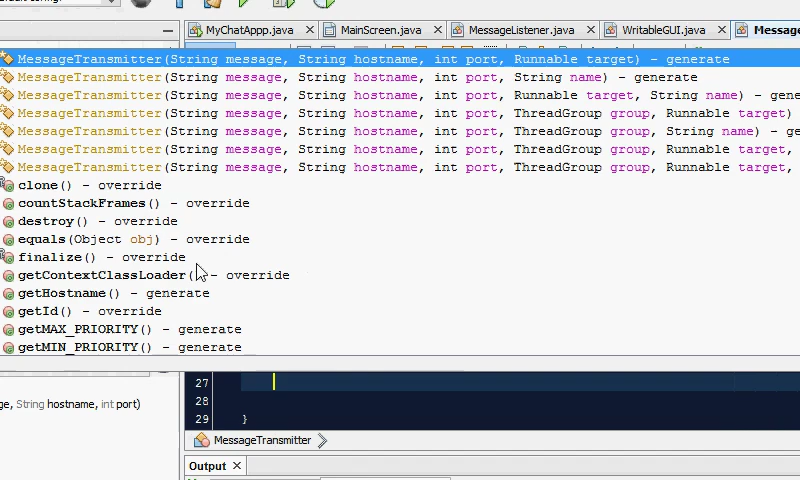 MyChatAppp.java
MainScreen.java
MessageListener.java
WritableGUI.java
Message
MessageTransmitter(String message, String hostname, int port, Runnable target) - generate
MessageTransmitter(String message, String hostname, int port, String name) - generate
MessageTransmitter(String message, String hostname, int port, Runnable target, String name) - generate
MessageTransmitter(String message, String hostname, int port, ThreadGroup group, Runnable target)
MessageTransmitter(String message, String hostname, int port, ThreadGroup group, String name) - ge
MessageTransmitter(String message, String hostname, int port, ThreadGroup group, Runnable target,
MessageTransmitter(String message, String hostname, int port, ThreadGroup group, Runnable target,
clone() - override
countStackFrames() - override
destroy() - override
equals(Object obj) - override
finalize() - override
getContextClassLoader() - override
getHostname() - generate
getId() - override
getMAX_PRIORITY() - generate
getMIN_PRIORITY() - generate
27
28
ge, String hostname, int port)
29 }
MessageTransmitter
Output